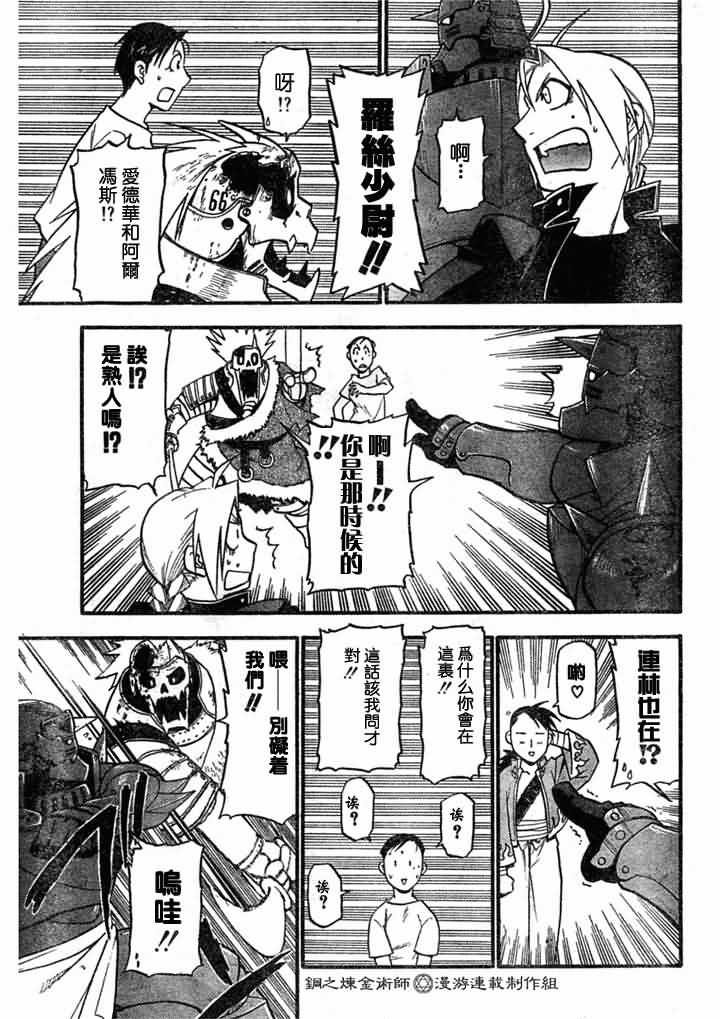 羅絲少尉!!
啊…
呀!?
愛德華和阿爾
馮斯!?
66
啊ー!!
你是那時候的
!!
誒!?
是熟人嗎!?
連林也在!?
喲♡
爲什么你會在
這裏!!
這話該我問才
對!!
誒?
誒?
誒?
喂——別礙着
我們!!
嗚哇!!
鋼之煉金術師 漫游連載制作組